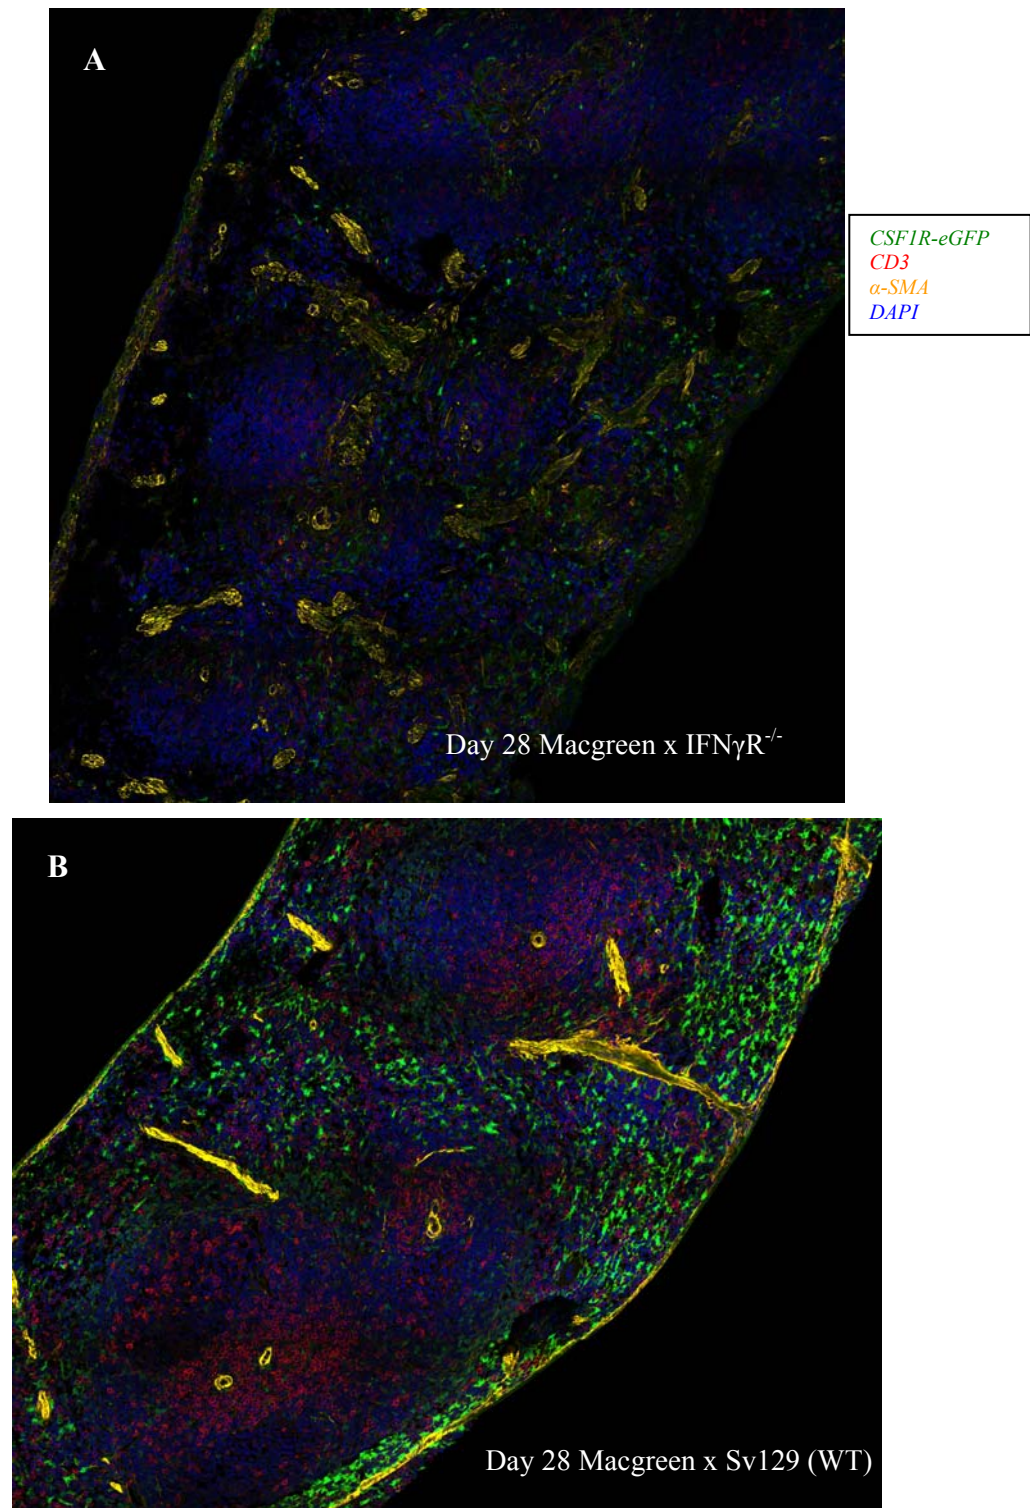 A
CSF1R-eGFP
CD3
α-SMA
DAPI
Day 28 Macgreen x IFNγR-/-
B
Day 28 Macgreen x Sv129 (WT)